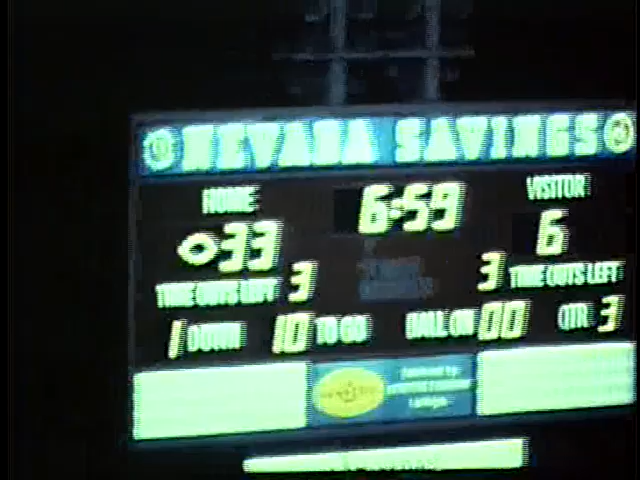 NEVADA SAVINGS
HOME 6:59 VISITOR
33 6
TIME OUTS LEFT 3 3 TIME OUTS LEFT
1 DOWN 10 TO GO BALL ON 00 QTR 3